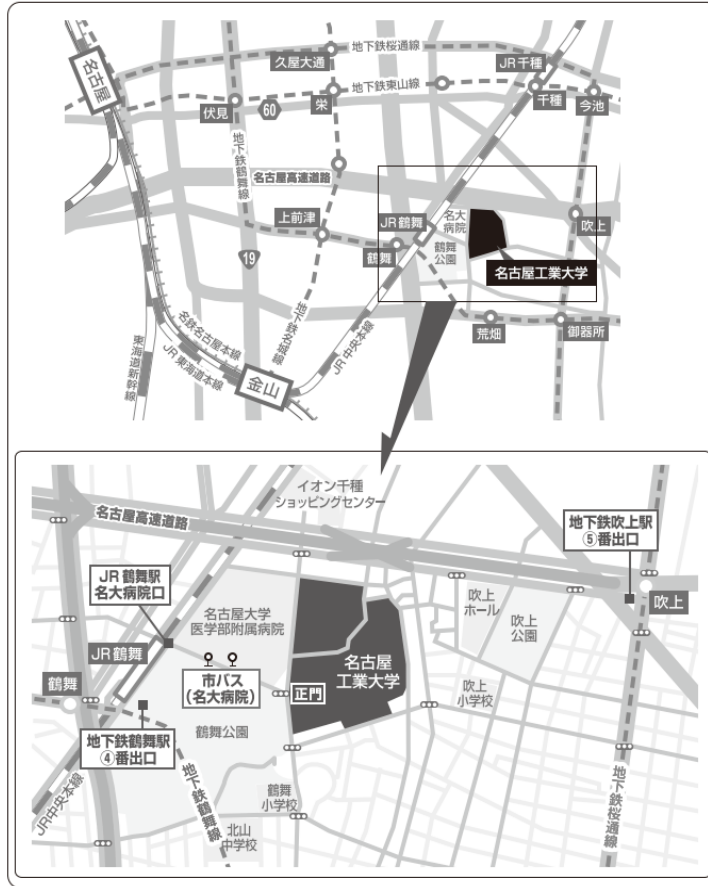 名古屋
久屋大通
地下鉄桜通線
JR千種
伏見
60
栄
地下鉄東山線
千種
今池
地下鉄鶴舞線
名古屋高速道路
上前津
JR鶴舞
名大
病院
吹上
鶴舞
鶴舞
公園
名古屋工業大学
19
地下鉄名城線
荒畑
御器所
名鉄名古屋本線
JR東海道本線
東海道新幹線
金山
JR中央本線
イオン千種
ショッピングセンター
名古屋高速道路
地下鉄吹上駅
⑤番出口
JR鶴舞駅
名大病院口
名古屋大学
医学部附属病院
吹上
ホール
吹上
公園
吹上
JR鶴舞
名古屋
工業大学
鶴舞
市バス
(名大病院)
正門
吹上
小学校
地下鉄鶴舞駅
④番出口
鶴舞公園
JR中央本線
地下鉄鶴舞線
鶴舞
小学校
北山
中学校
地下鉄桜通線